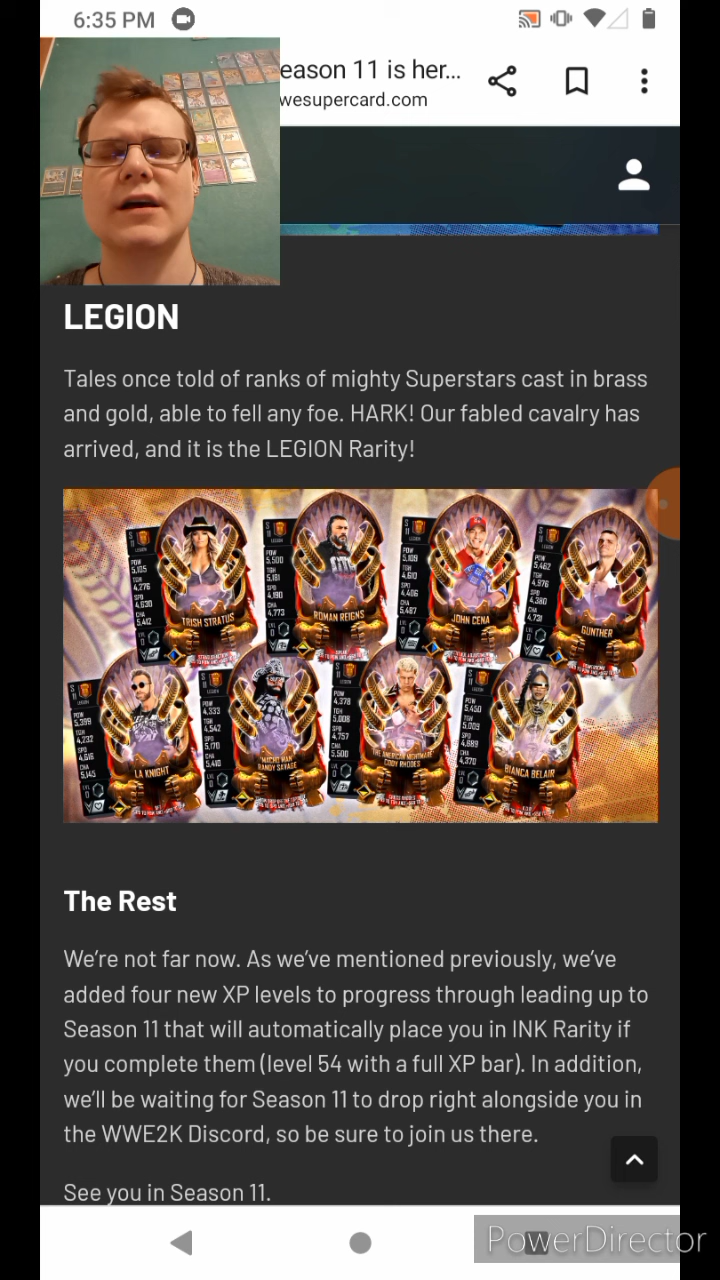 6:35 PM
eason 11 is her...
wesupercard.com
LEGION
Tales once told of ranks of mighty Superstars cast in brass
and gold, able to fell any foe. HARK! Our fabled cavalry has
arrived, and it is the LEGION Rarity!
TRISH STRATUS
ROMAN REIGNS
JOHN CENA
GUNTHER
LA KNIGHT
MACHO MAN
RANDY SAVAGE
THE AMERICAN NIGHTMARE
CODY RHODES
BIANCA BELAIR
The Rest
We're not far now. As we've mentioned previously, we've
added four new XP levels to progress through leading up to
Season 11 that will automatically place you in INK Rarity if
you complete them (level 54 with a full XP bar). In addition,
we'll be waiting for Season 11 to drop right alongside you in
the WWE2K Discord, so be sure to join us there.
See you in Season 11.
PowerDirector